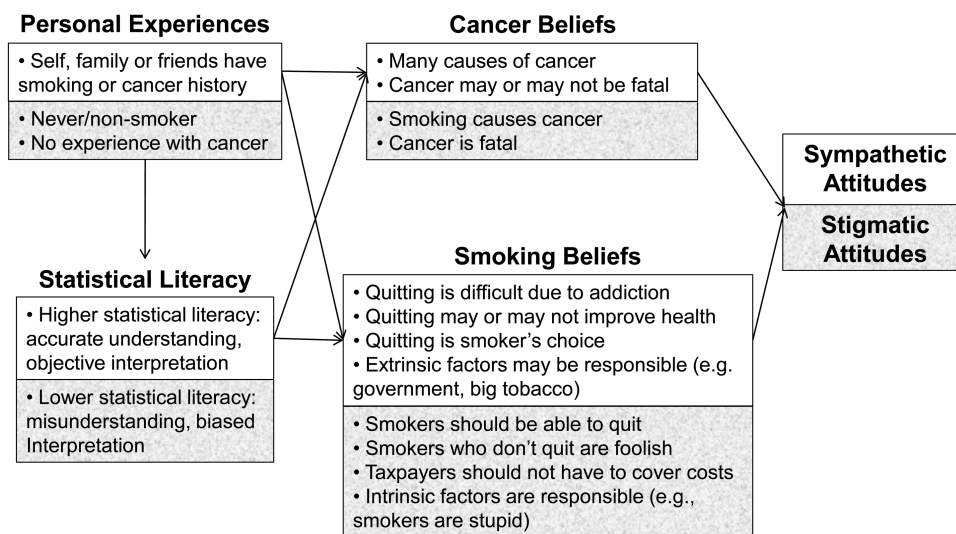 Personal Experiences
• Self, family or friends have
smoking or cancer history
• Never/non-smoker
• No experience with cancer
Cancer Beliefs
• Many causes of cancer
• Cancer may or may not be fatal
• Smoking causes cancer
• Cancer is fatal
Statistical Literacy
• Higher statistical literacy:
accurate understanding,
objective interpretation
• Lower statistical literacy:
misunderstanding, biased
Interpretation
Smoking Beliefs
• Quitting is difficult due to addiction
• Quitting may or may not improve health
• Quitting is smoker’s choice
• Extrinsic factors may be responsible (e.g.
government, big tobacco)
• Smokers should be able to quit
• Smokers who don’t quit are foolish
• Taxpayers should not have to cover costs
• Intrinsic factors are responsible (e.g.,
smokers are stupid)
Sympathetic
Attitudes
Stigmatic
Attitudes